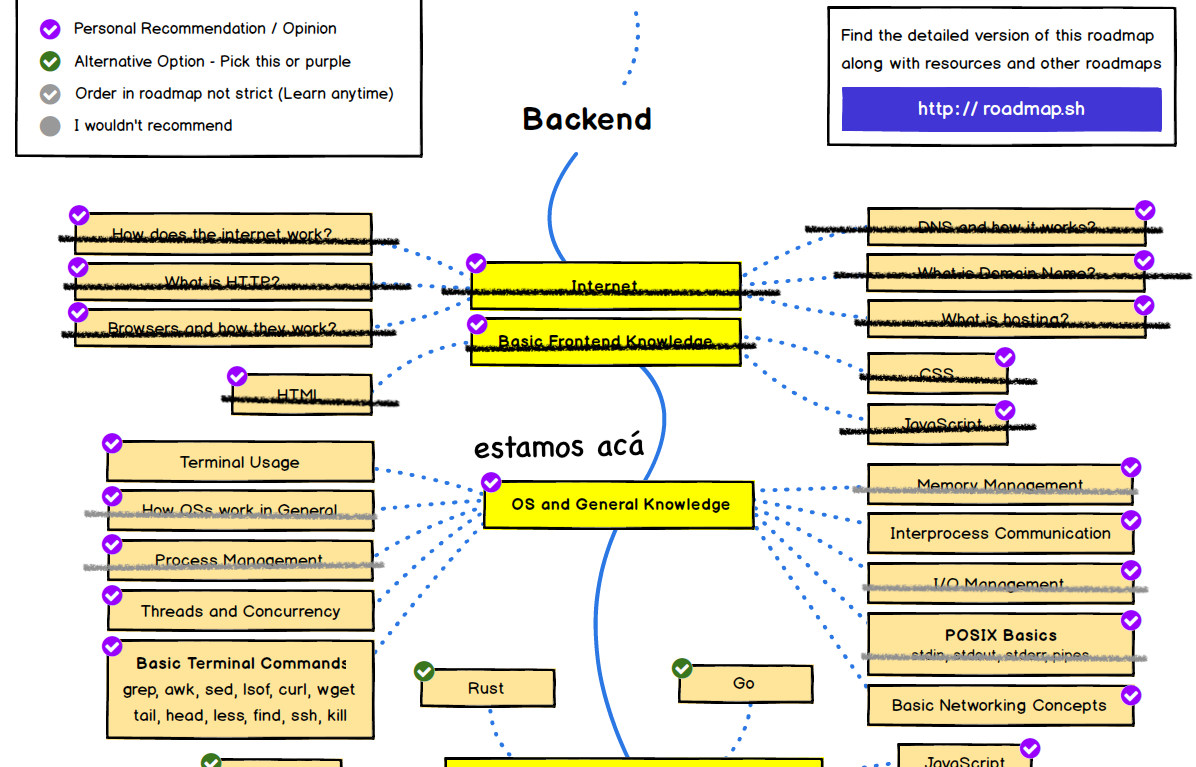 Personal Recommendation / Opinion
Alternative Option - Pick this or purple
Order in roadmap not strict (Learn anytime)
I wouldn't recommend
Find the detailed version of this roadmap
along with resources and other roadmaps
http:// roadmap.sh
Backend
How does the internet work?
What is HTTP?
Browsers and how they work?
HTML
Internet
Basic Frontend Knowledge
DNS and how it works?
What is Domain Name?
What is hosting?
CSS
JavaScript
estamos acá
OS and General Knowledge
Terminal Usage
How OSs work in General
Process Management
Threads and Concurrency
Basic Terminal Commands
grep, awk, sed, lsof, curl, wget
tail, head, less, find, ssh, kill
Memory Management
Interprocess Communication
I/O Management
POSIX Basics
stdin, stdout, stderr, pipes
Basic Networking Concepts
Rust
Go
JavaScript